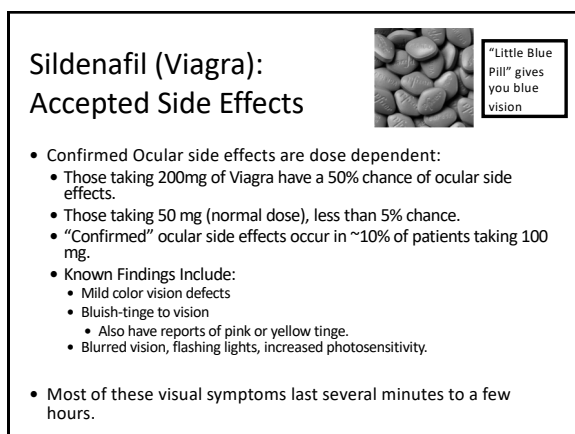 Sildenafil (Viagra):
Accepted Side Effects
“Little Blue
Pill” gives
you blue
vision
• Confirmed Ocular side effects are dose dependent:
• Those taking 200mg of Viagra have a 50% chance of ocular side
effects.
• Those taking 50 mg (normal dose), less than 5% chance.
• “Confirmed” ocular side effects occur in ~10% of patients taking 100
mg.
• Known Findings Include:
• Mild color vision defects
• Bluish-tinge to vision
• Also have reports of pink or yellow tinge.
• Blurred vision, flashing lights, increased photosensitivity.
• Most of these visual symptoms last several minutes to a few
hours.